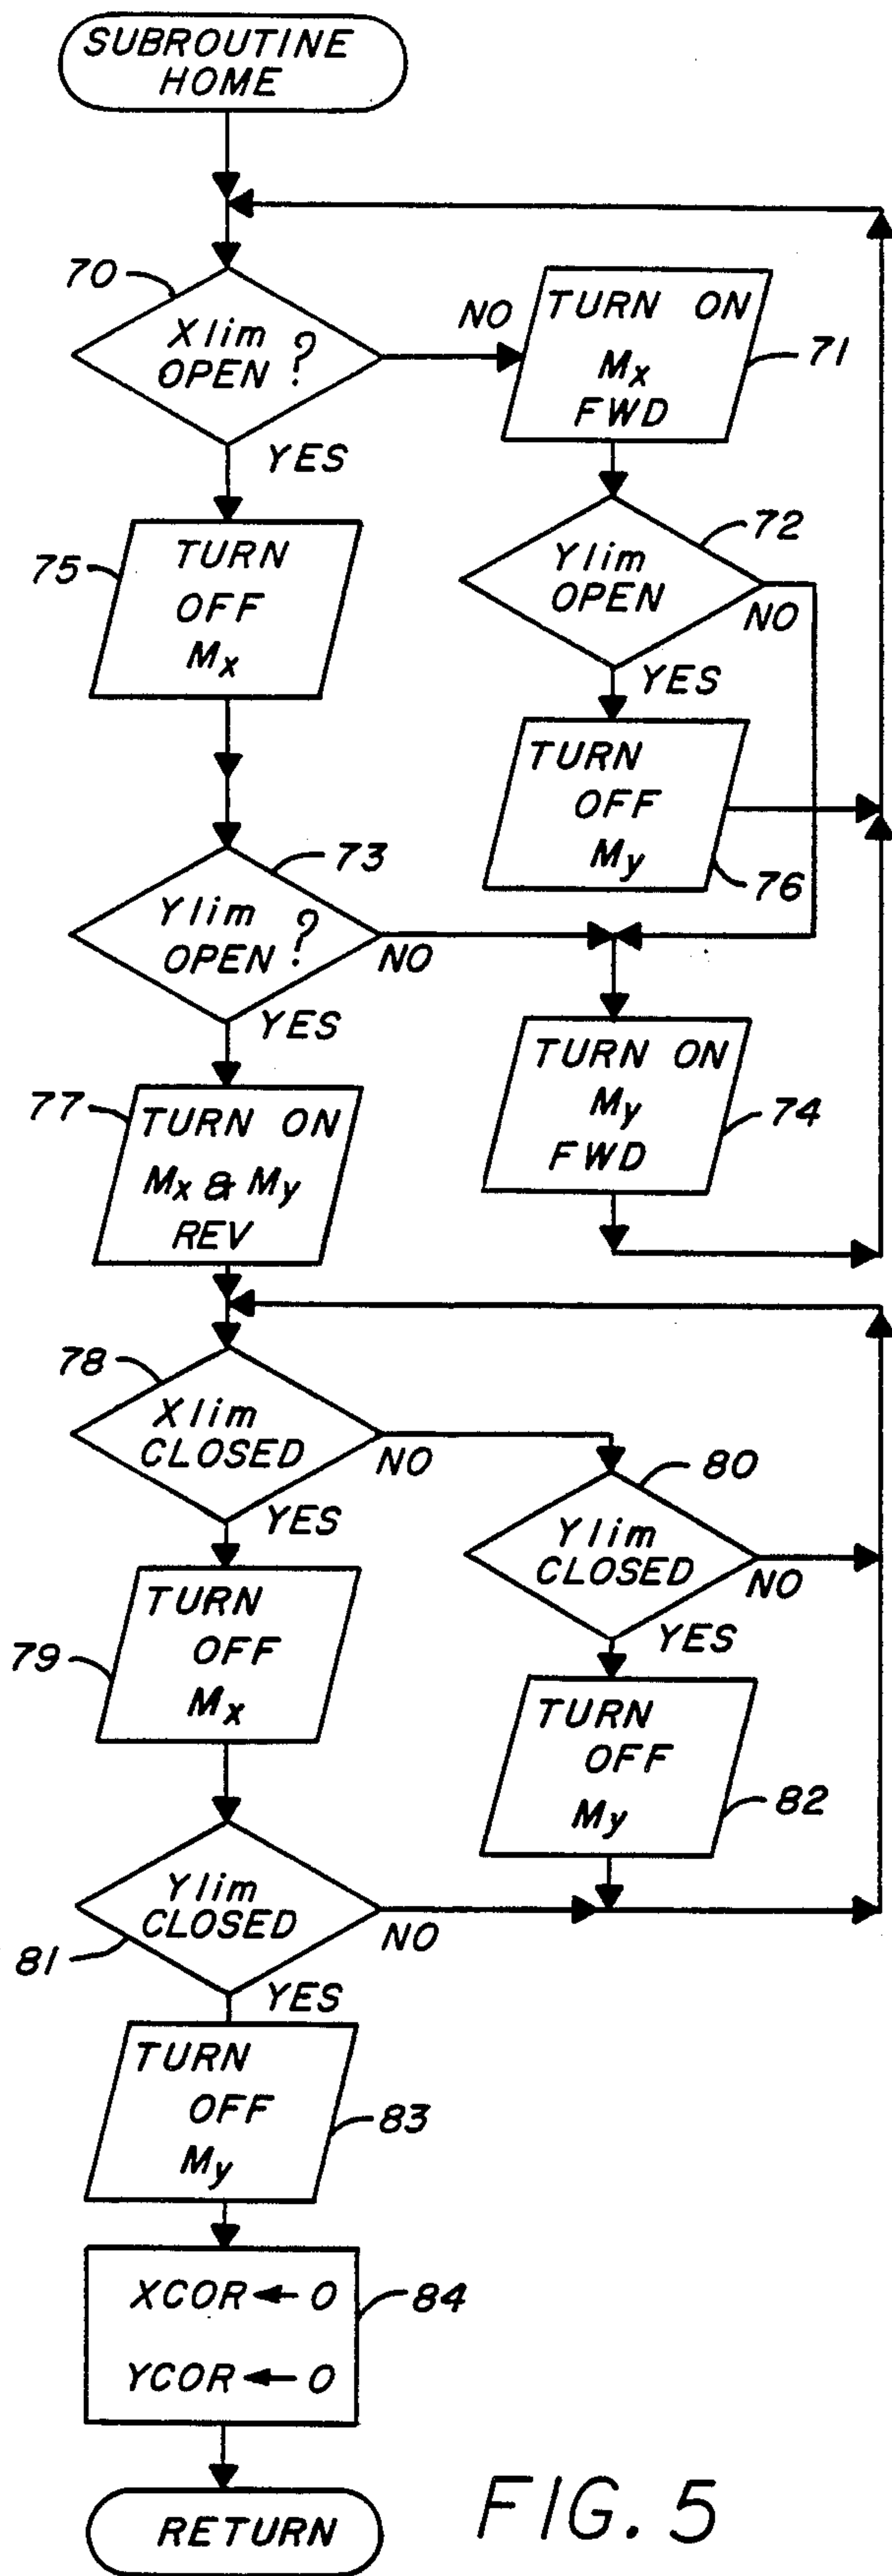 SUBROUTINE
HOME
70
Xlim
OPEN ?
NO
YES
TURN ON
Mx
FWD
71
72
Ylim
OPEN
NO
YES
75
TURN
OFF
Mx
TURN
OFF
My
76
73
Ylim
OPEN ?
NO
YES
77
TURN ON
Mx & My
REV
TURN ON
My
FWD
74
78
Xlim
CLOSED
NO
YES
80
Ylim
CLOSED
NO
YES
79
TURN
OFF
Mx
TURN
OFF
My
82
81
Ylim
CLOSED
NO
YES
TURN
OFF
My
83
XCOR ← O
YCOR ← O
84
RETURN
FIG. 5